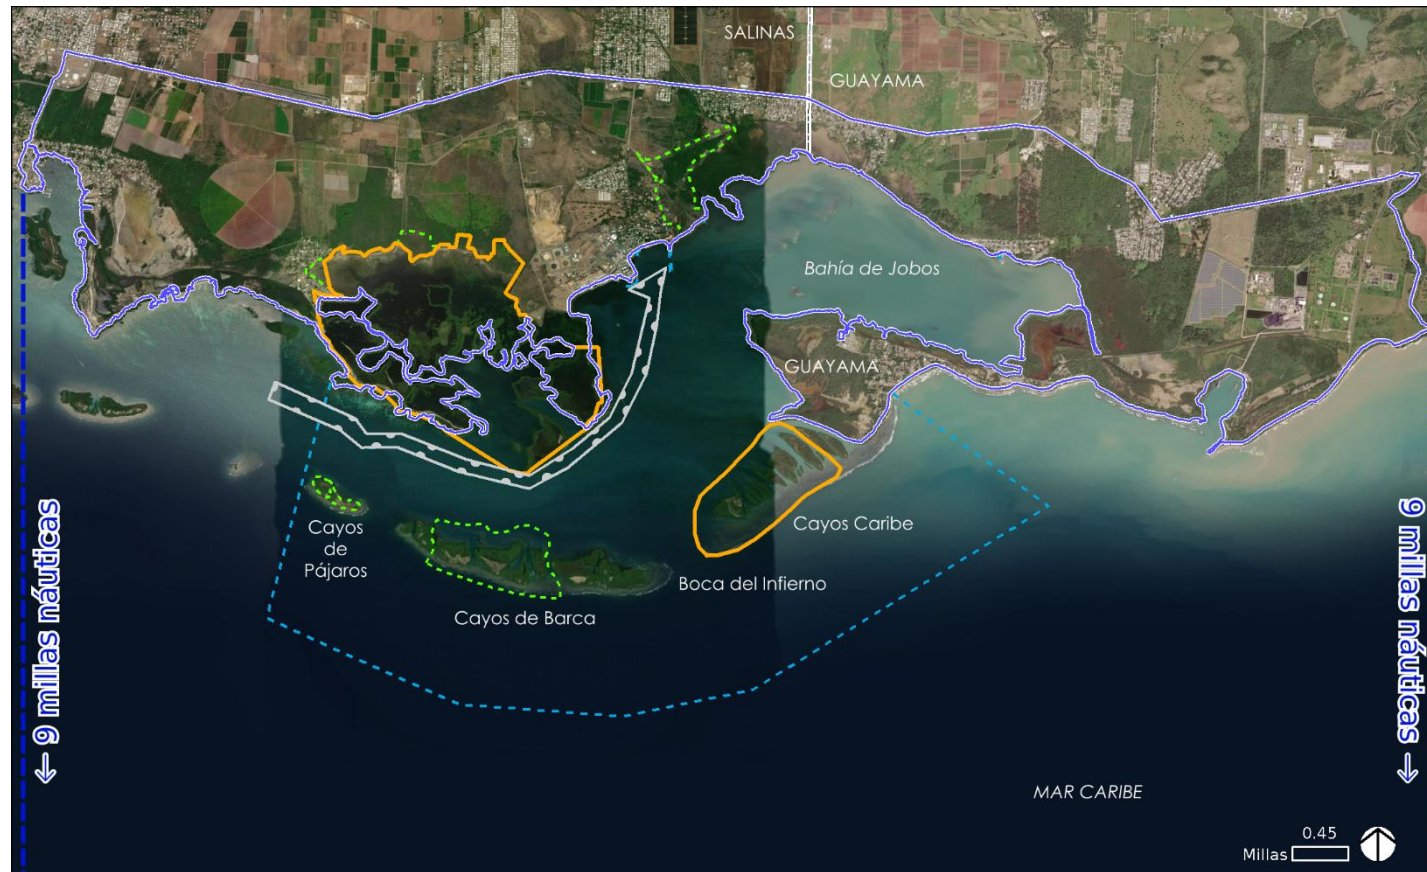 SALINAS
GUAYAMA
Bahía de Jobos
GUAYAMA
Cayos
de
Pájaros
Cayos Caribe
Boca del Infierno
Cayos de Barca
← 9 millas náuticas
9 millas náuticas →
MAR CARIBE
0.45
Millas